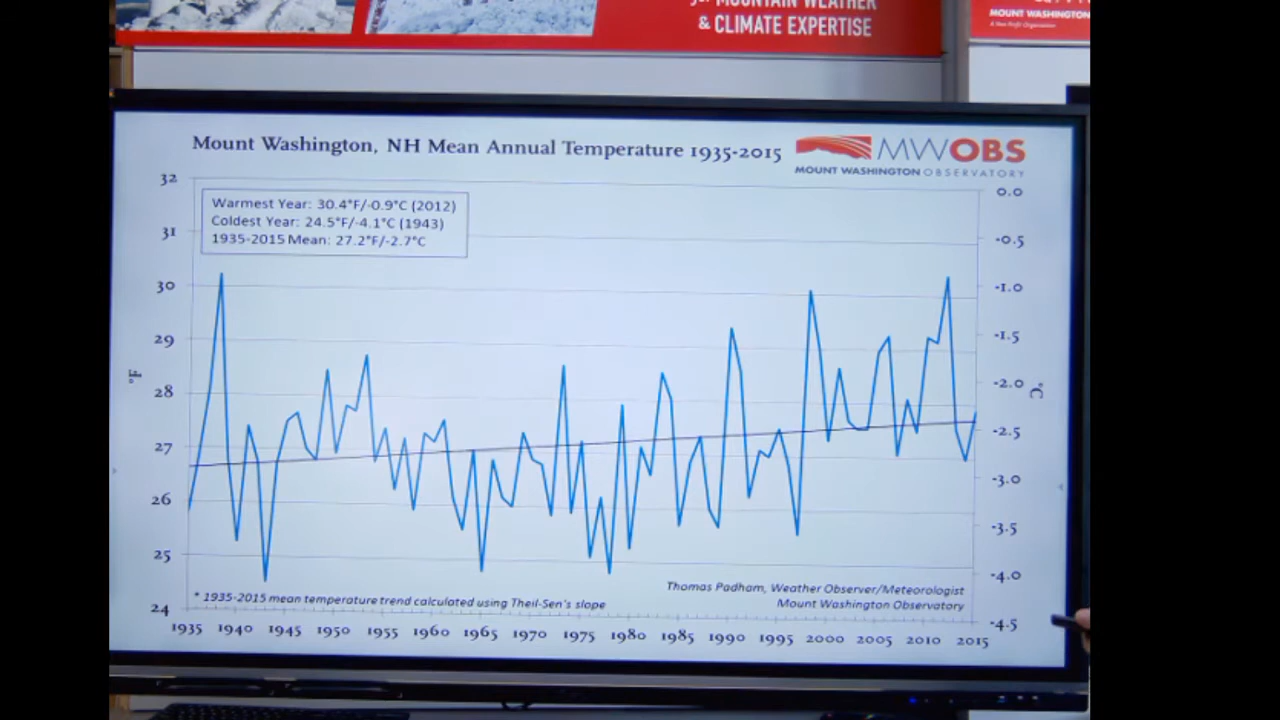 MOUNTAIN WEATHER
& CLIMATE EXPERTISE
MOUNT WASHINGTON
A Non Profit Organization
Mount Washington, NH Mean Annual Temperature 1935-2015
MWOBS
MOUNT WASHINGTON OBSERVATORY
Warmest Year: 30.4°F/-0.9°C (2012)
Coldest Year: 24.5°F/-4.1°C (1943)
1935-2015 Mean: 27.2°F/-2.7°C
32
31
30
29
28
27
26
25
24
°F
0.0
-0.5
-1.0
-1.5
-2.0
-2.5
-3.0
-3.5
-4.0
-4.5
°C
* 1935-2015 mean temperature trend calculated using Theil-Sen's slope
Thomas Padham, Weather Observer/Meteorologist
Mount Washington Observatory
1935 1940 1945 1950 1955 1960 1965 1970 1975 1980 1985 1990 1995 2000 2005 2010 2015